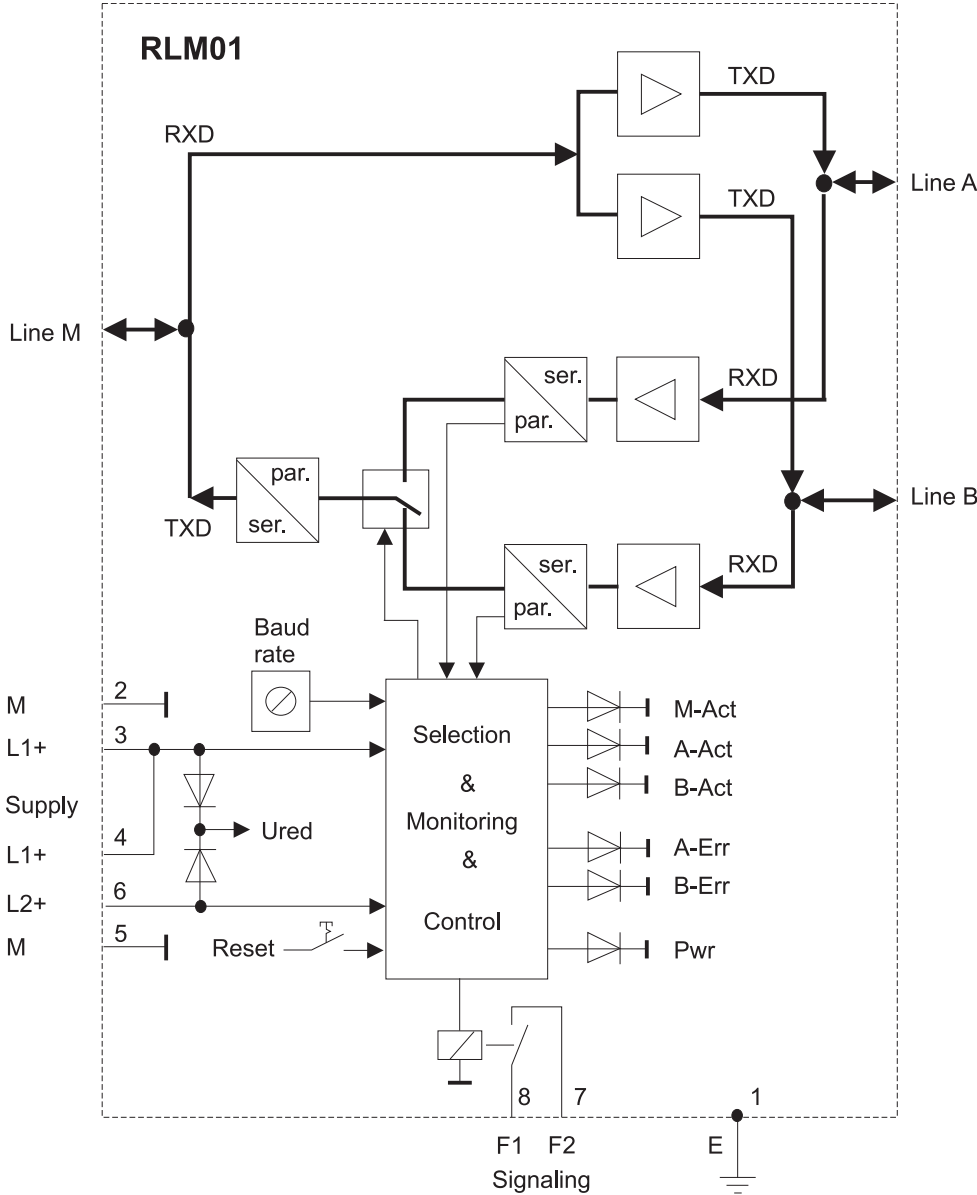 RLM01
TXD
RXD
TXD
Line A
Line M
ser.
par.
RXD
par.
ser.
TXD
Line B
ser.
par.
RXD
Baud
rate
M
2
L1+
3
Supply
L1+
4
Ured
L2+
6
M
5
Reset
Selection
&
Monitoring
&
Control
M-Act
A-Act
B-Act
A-Err
B-Err
Pwr
8
7
1
F1
F2
E
Signaling